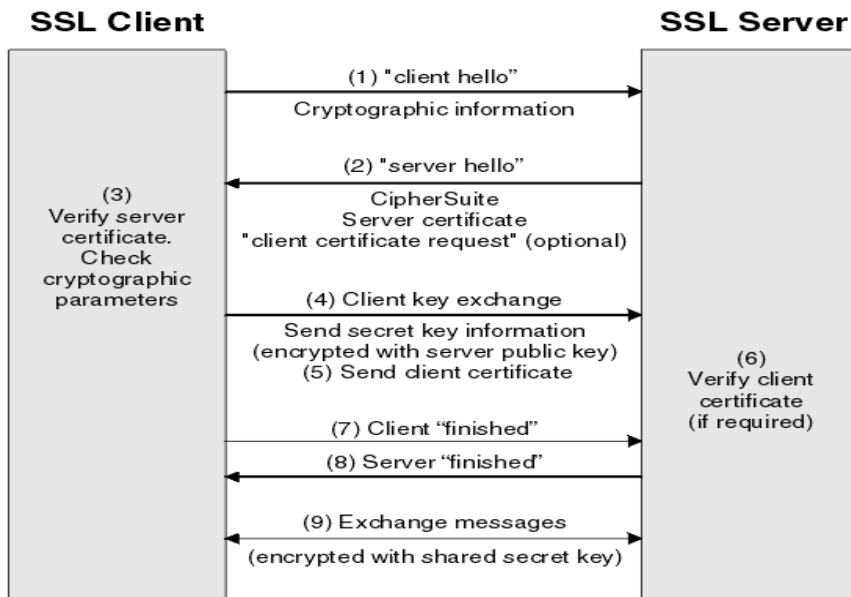 SSL Client
SSL Server
(1) "client hello”
Cryptographic information
(2) "server hello”
CipherSuite
Server certificate
"client certificate request" (optional)
(3)
Verify server
certificate.
Check
cryptographic
parameters
(4) Client key exchange
Send secret key information
(encrypted with server public key)
(5) Send client certificate
(6)
Verify client
certificate
(if required)
(7) Client “finished”
(8) Server “finished”
(9) Exchange messages
(encrypted with shared secret key)